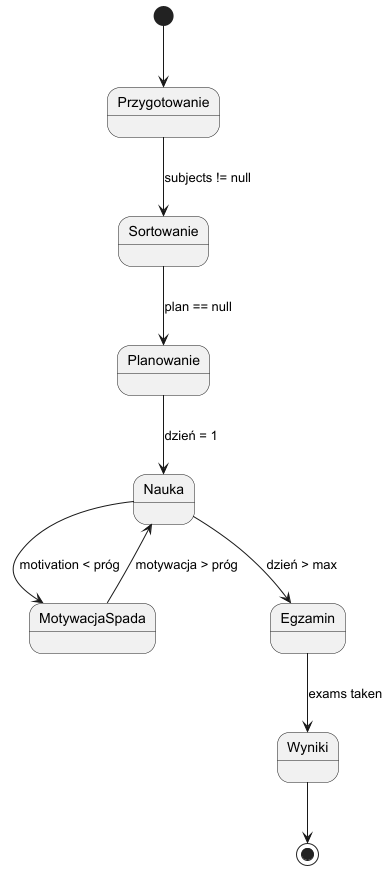 Przygotowanie
subjects != null
Sortowanie
plan == null
Planowanie
dzień = 1
Nauka
motivation < próg
motywacja > próg
dzień > max
MotywacjaSpada
Egzamin
exams taken
Wyniki